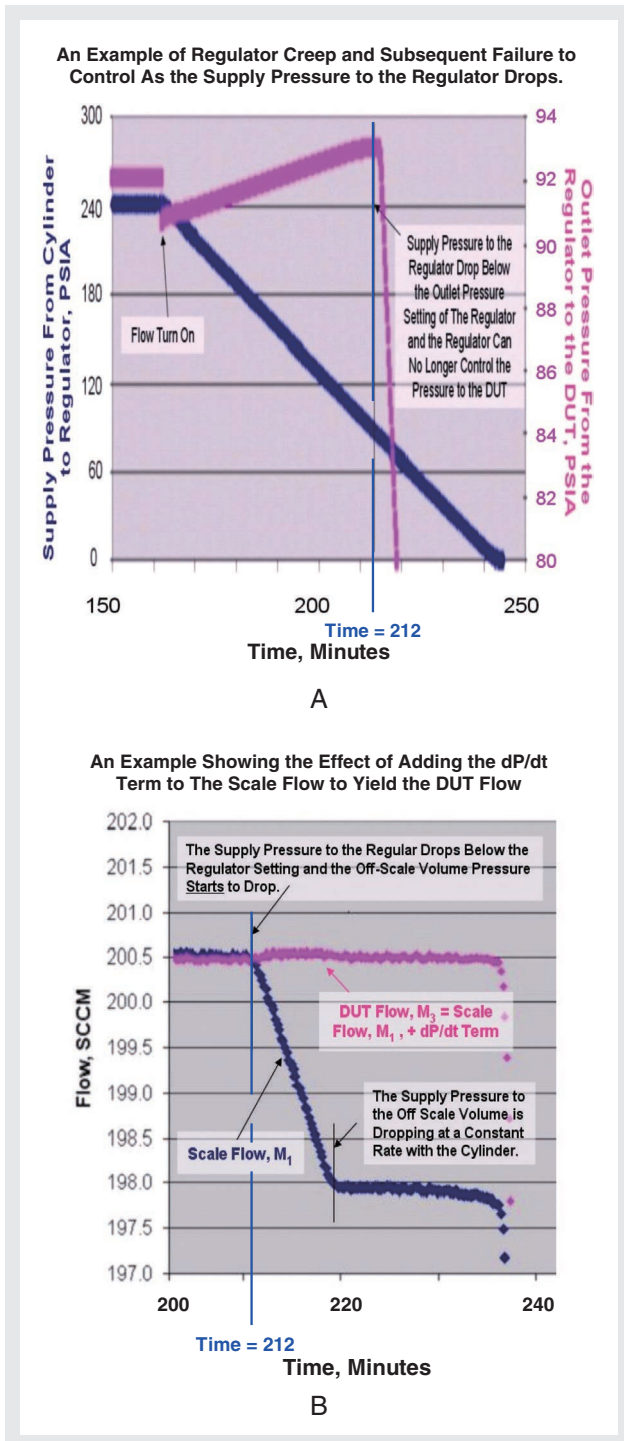 An Example of Regulator Creep and Subsequent Failure to
Control As the Supply Pressure to the Regulator Drops.
300
240
180
120
60
0
Supply Pressure From Cylinder
to Regulator, PSIA
94
92
90
88
86
84
82
80
Outlet Pressure From the
Regulator to the DUT, PSIA
Flow Turn On
Supply Pressure to the
Regulator Drop Below
the Outlet Pressure
Setting of The Regulator
and the Regulator Can
No Longer Control the
Pressure to the DUT
150
200
250
Time = 212
Time, Minutes
A
An Example Showing the Effect of Adding the dP/dt
Term to The Scale Flow to Yield the DUT Flow
202.0
201.5
201.0
200.5
200.0
199.5
199.0
198.5
198.0
197.5
197.0
Flow, SCCM
The Supply Pressure to the Regular Drops Below the
Regulator Setting and the Off-Scale Volume Pressure
Starts to Drop.
DUT Flow, M3 = Scale
Flow, M1 , + dP/dt Term
The Supply Pressure to
the Off Scale Volume is
Dropping at a Constant
Rate with the Cylinder.
Scale Flow, M1
200
220
240
Time = 212
Time, Minutes
B